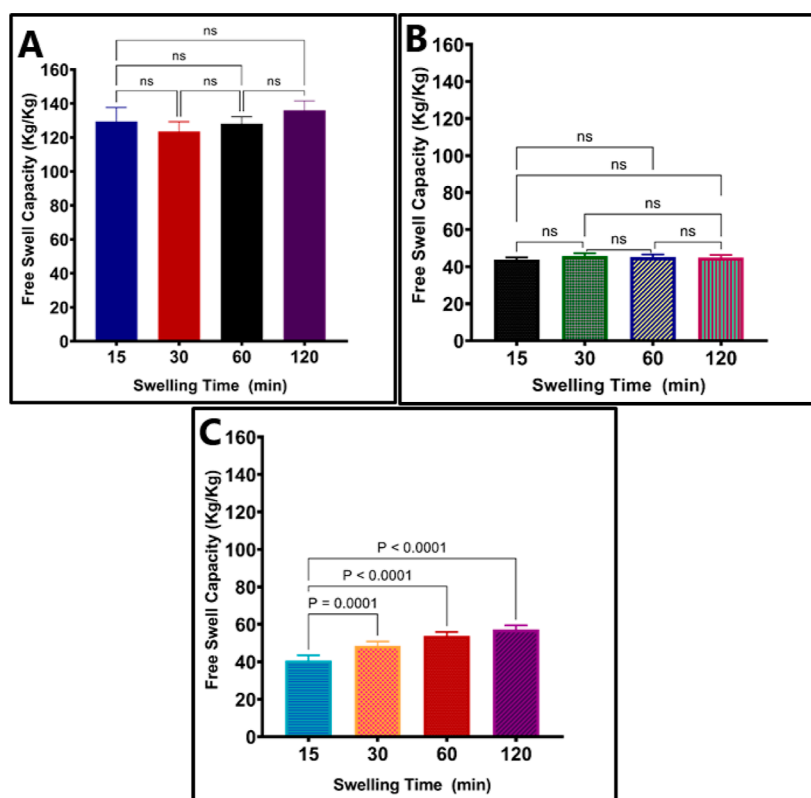 A
ns
ns
ns ns ns
Free Swell Capacity (Kg/Kg)
160
140
120
100
80
60
40
20
0
15 30 60 120
Swelling Time (min)
B
Free Swell Capacity (Kg/Kg)
160
140
120
100
80
60
40
20
0
ns
ns
ns
ns ns ns
15 30 60 120
Swelling Time (min)
C
Free Swell Capacity (Kg/Kg)
160
140
120
100
80
60
40
20
0
P < 0.0001
P < 0.0001
P = 0.0001
15 30 60 120
Swelling Time (min)